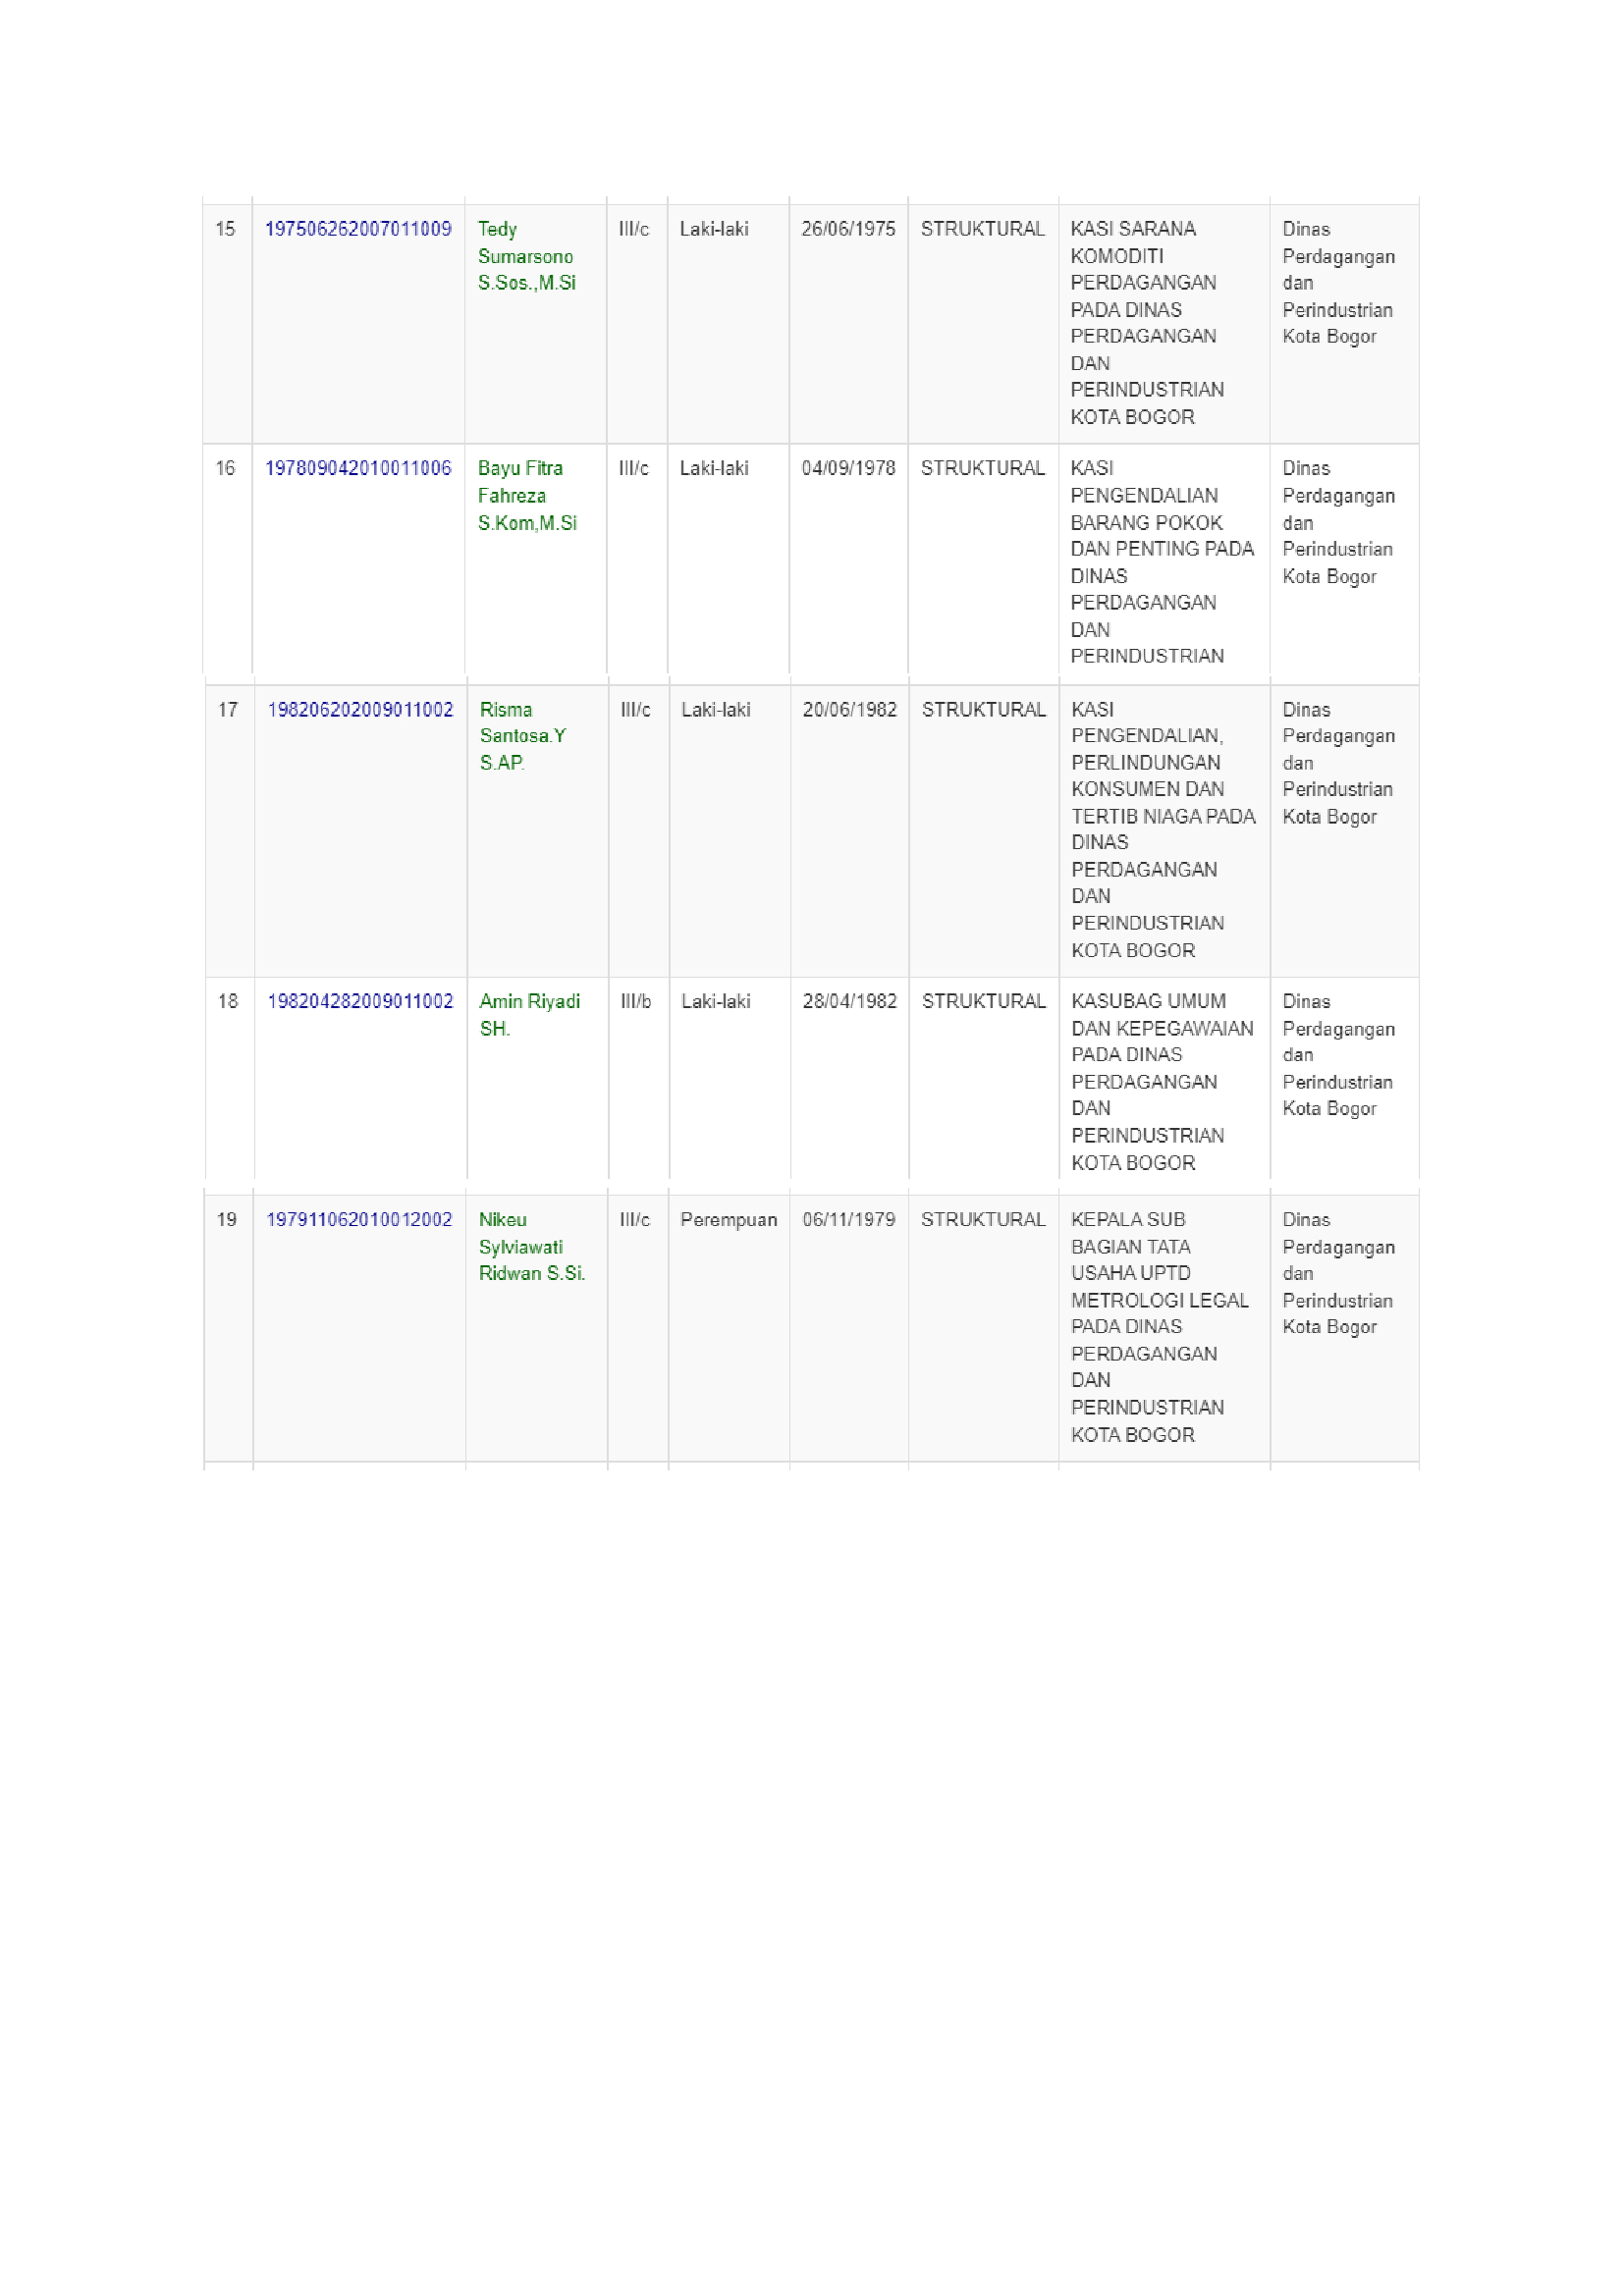 15 197506262007011009 Tedy III/c Laki-laki 26/06/1975 STRUKTURAL KASI SARANA Dinas
Sumarsono KOMODITI Perdagangan
S.Sos.,M.Si PERDAGANGAN dan
PADA DINAS Perindustrian
PERDAGANGAN Kota Bogor
DAN
PERINDUSTRIAN
KOTA BOGOR
16 197809042010011006 Bayu Fitra III/c Laki-laki 04/09/1978 STRUKTURAL KASI Dinas
Fahreza PENGENDALIAN Perdagangan
S.Kom,M.Si BARANG POKOK dan
DAN PENTING PADA Perindustrian
DINAS Kota Bogor
PERDAGANGAN
DAN
PERINDUSTRIAN
17 198206202009011002 Risma III/c Laki-laki 20/06/1982 STRUKTURAL KASI Dinas
Santosa.Y PENGENDALIAN, Perdagangan
S.AP. PERLINDUNGAN dan
KONSUMEN DAN Perindustrian
TERTIB NIAGA PADA Kota Bogor
DINAS
PERDAGANGAN
DAN
PERINDUSTRIAN
KOTA BOGOR
18 198204282009011002 Amin Riyadi III/b Laki-laki 28/04/1982 STRUKTURAL KASUBAG UMUM Dinas
SH. DAN KEPEGAWAIAN Perdagangan
PADA DINAS dan
PERDAGANGAN Perindustrian
DAN Kota Bogor
PERINDUSTRIAN
KOTA BOGOR
19 197911062010012002 Nikeu III/c Perempuan 06/11/1979 STRUKTURAL KEPALA SUB Dinas
Sylviawati BAGIAN TATA Perdagangan
Ridwan S.Si. USAHA UPTD dan
METROLOGI LEGAL Perindustrian
PADA DINAS Kota Bogor
PERDAGANGAN
DAN
PERINDUSTRIAN
KOTA BOGOR